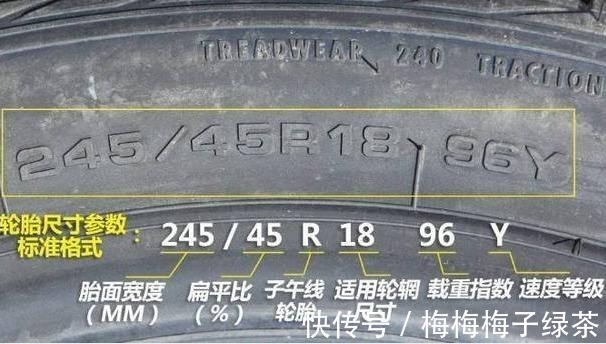 TREADWEAR 240 TRACTION
245/45R18 96Y
轮胎尺寸参数
标准格式 : 245 / 45 R 18 96 Y
胎面宽度 扁平比 子午线 适用轮辋 载重指数 速度等级
(MM) (%) 轮胎 尺寸
快传号 / 梅梅梅子绿茶